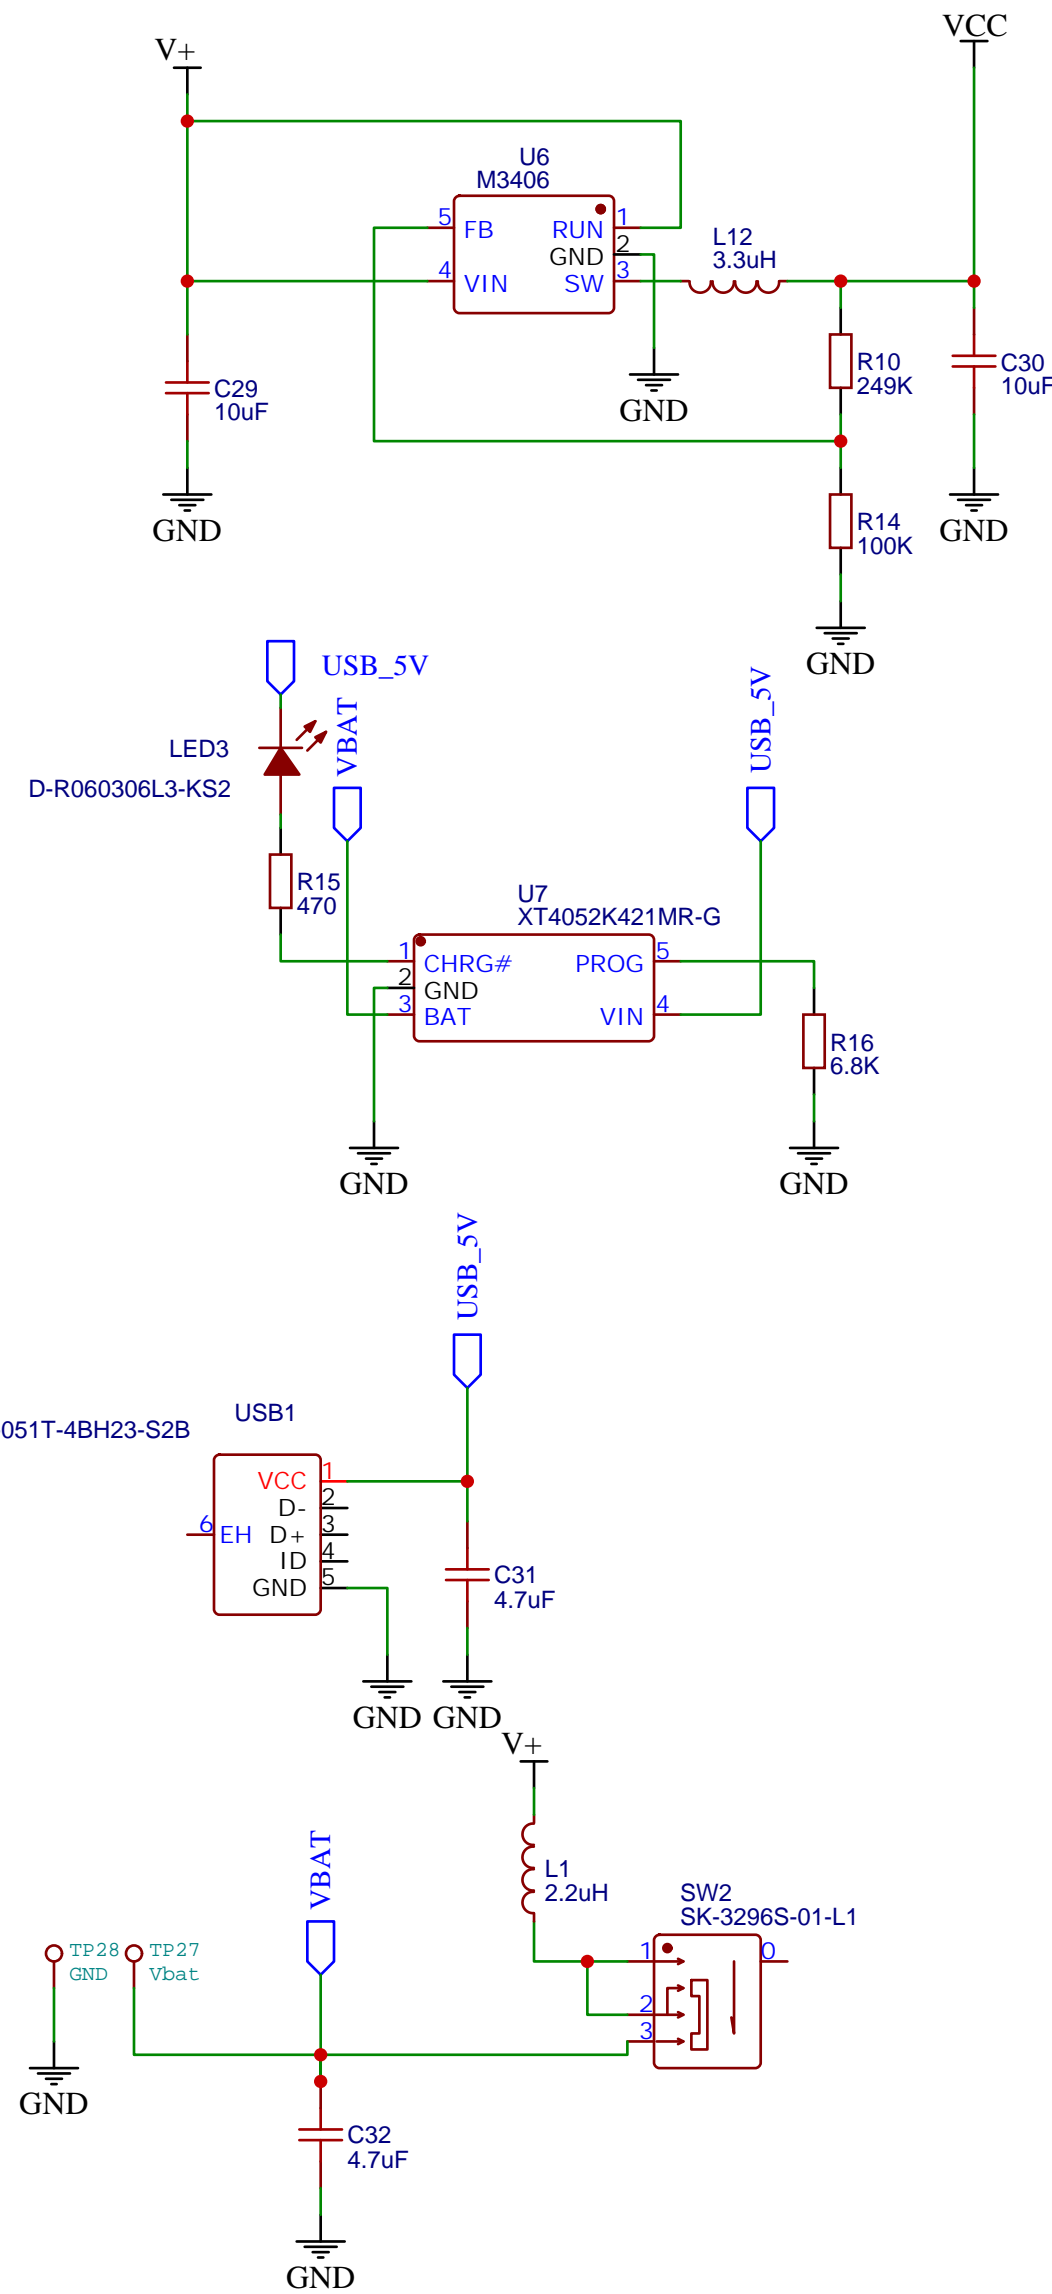 V+
VCC
U6
M3406
5
FB
RUN
1
GND
2
4
VIN
SW
3
L12
3.3uH
C29
10uF
GND
R10
249K
C30
10uF
GND
R14
100K
GND
GND
USB_5V
VBAT
USB_5V
LED3
D-R060306L3-KS2
R15
470
U7
XT4052K421MR-G
1
CHRG#
PROG
5
2
GND
3
BAT
VIN
4
R16
6.8K
GND
GND
USB_5V
USB1
051T-4BH23-S2B
VCC
1
D-
2
6
EH
D+
3
ID
4
GND
5
C31
4.7uF
GND
GND
V+
VBAT
L1
2.2uH
SW2
SK-3296S-01-L1
TP28
GND
TP27
Vbat
1
0
2
3
GND
C32
4.7uF
GND